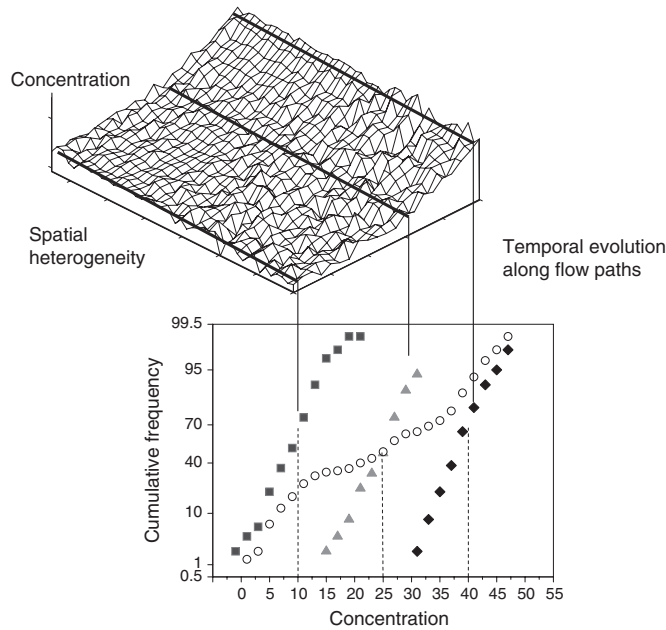 Concentration
Spatial
heterogeneity
Temporal evolution
along flow paths
Cumulative frequency
99.5
95
70
40
10
1
0.5
0 5 10 15 20 25 30 35 40 45 50 55
Concentration